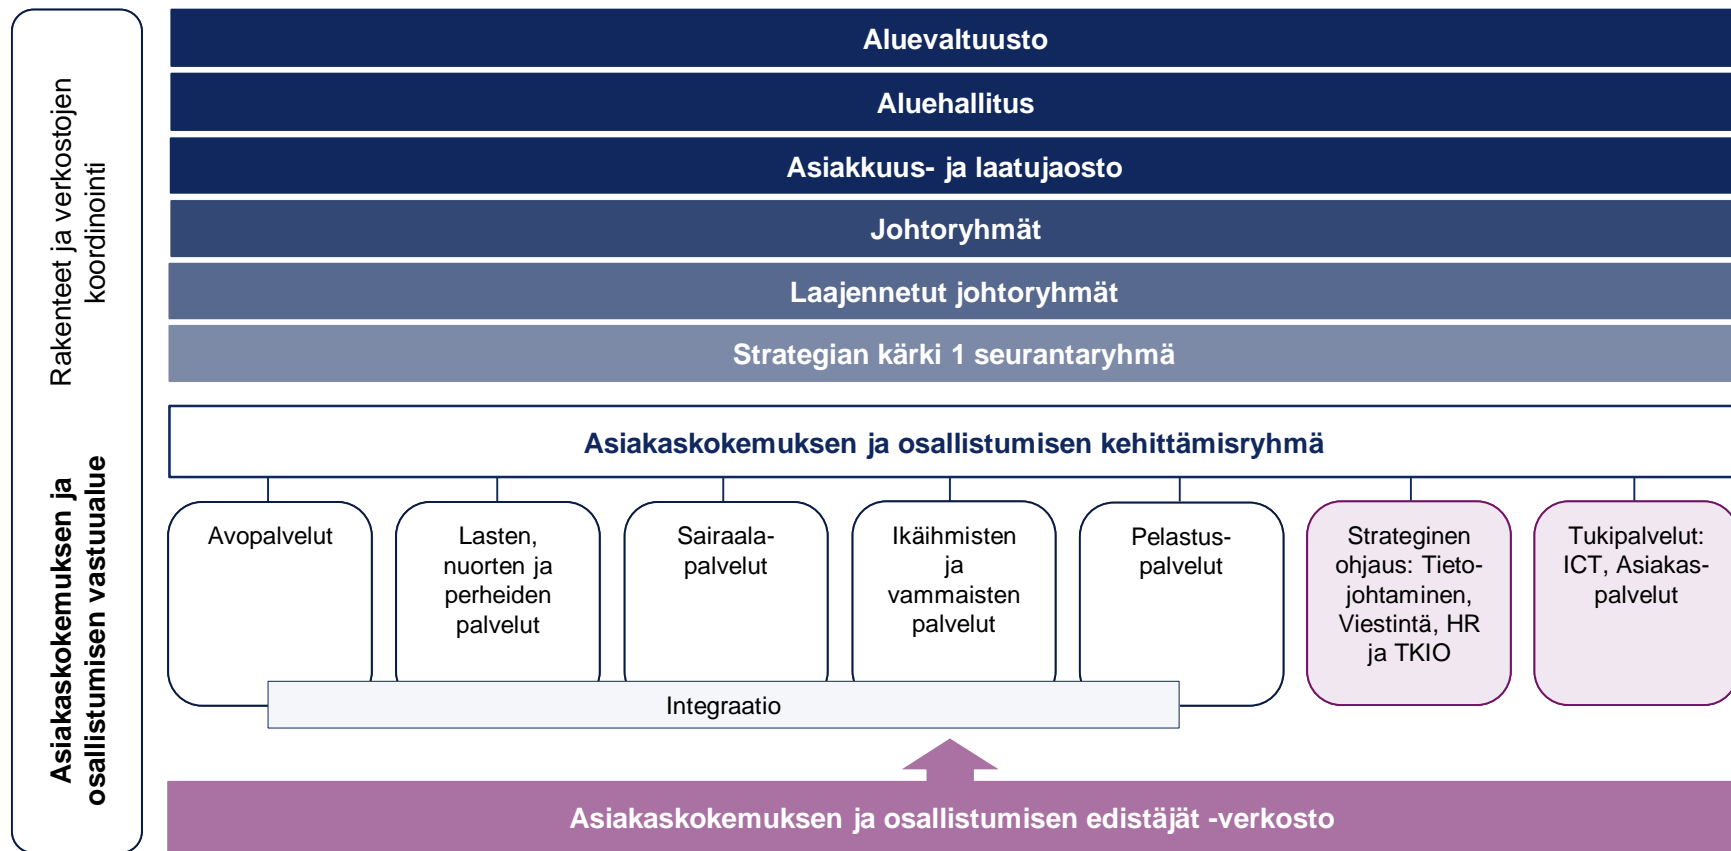 Rakenteet ja verkostojen
koordinointi
Asiakaskokemuksen ja
osallistumisen vastuualue
Aluevaltuusto
Aluehallitus
Asiakkuus- ja laatujaosto
Johtoryhmät
Laajennetut johtoryhmät
Strategian kärki 1 seurantaryhmä
Asiakaskokemuksen ja osallistumisen kehittämisryhmä
Avopalvelut
Lasten,
nuorten ja
perheiden
palvelut
Sairaala-
palvelut
Ikäihmisten
ja
vammaisten
palvelut
Pelastus-
palvelut
Strateginen
ohjaus: Tieto-
johtaminen,
Viestintä, HR
ja TKIO
Tukipalvelut:
ICT, Asiakas-
palvelut
Integraatio
Asiakaskokemuksen ja osallistumisen edistäjät -verkosto